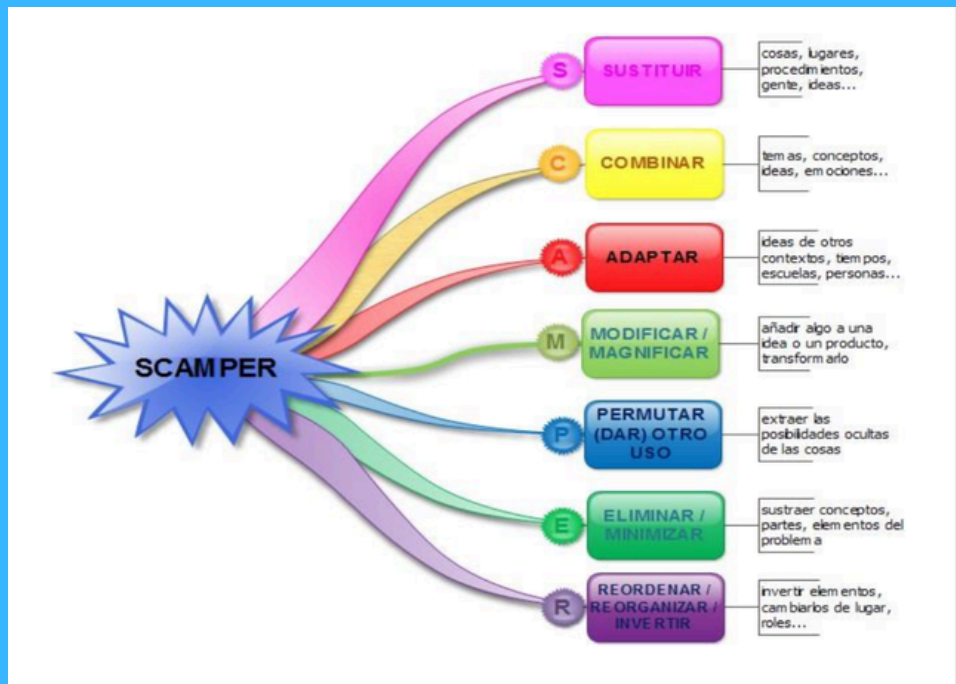 SCAMPER
S
SUSTITUIR
cosas, lugares,
procedimientos,
gente, ideas...
C
COMBINAR
temas, conceptos,
ideas, emociones...
A
ADAPTAR
ideas de otros
contextos, tiempos,
escuelas, personas...
M
MODIFICAR /
MAGNIFICAR
añadir algo a una
idea o un producto,
transformarlo
P
PERMUTAR
(DAR) OTRO
USO
extraer las
posibilidades ocultas
de las cosas
E
ELIMINAR /
MINIMIZAR
sustraer conceptos,
partes, elementos del
problema
R
REORDENAR /
REORGANIZAR /
INVERTIR
invertir elementos,
cambiarlos de lugar,
roles...